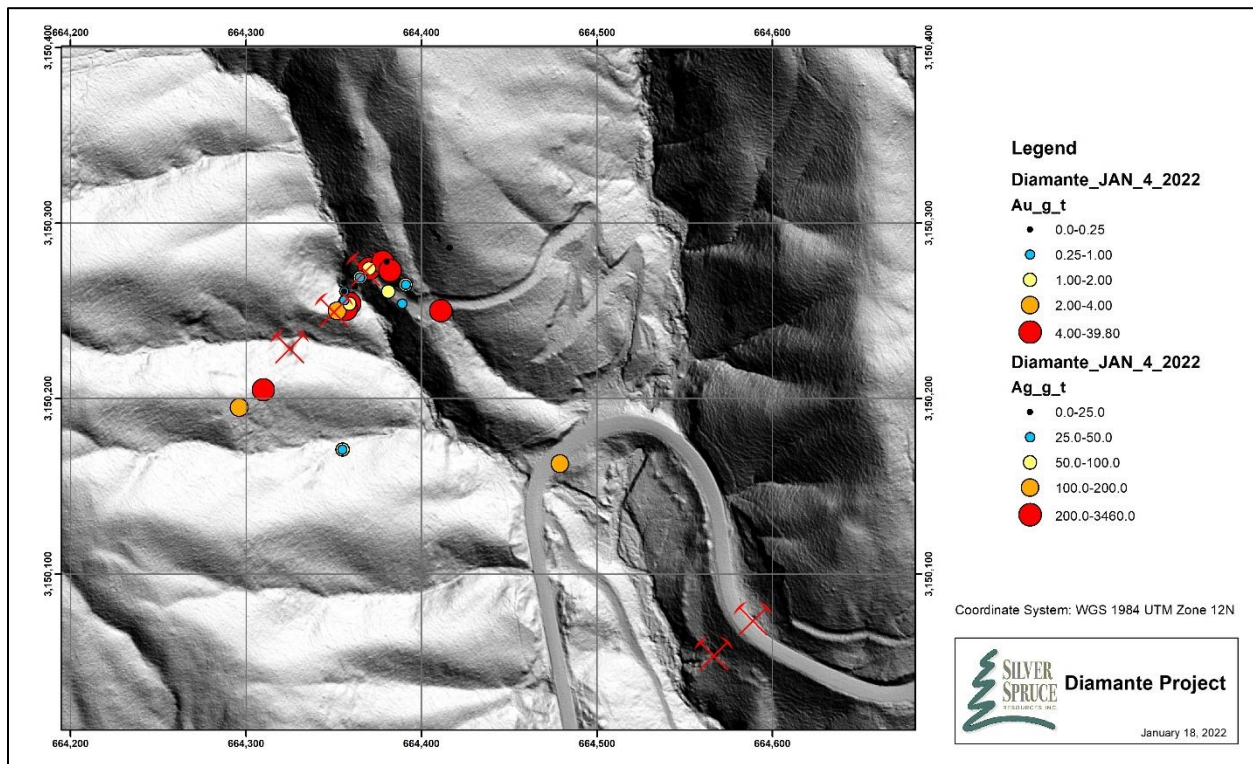 664,200
664,300
664,400
664,500
664,600
3,150,400
3,150,400
3,150,300
3,150,300
3,150,200
3,150,200
3,150,100
3,150,100
664,200
664,300
664,400
664,500
664,600
Legend
Diamante_JAN_4_2022
Au_g_t
0.0-0.25
0.25-1.00
1.00-2.00
2.00-4.00
4.00-39.80
Diamante_JAN_4_2022
Ag_g_t
0.0-25.0
25.0-50.0
50.0-100.0
100.0-200.0
200.0-3460.0
Coordinate System: WGS 1984 UTM Zone 12N
SILVER
SPRUCE
RESOURCES INC.
Diamante Project
January 18, 2022